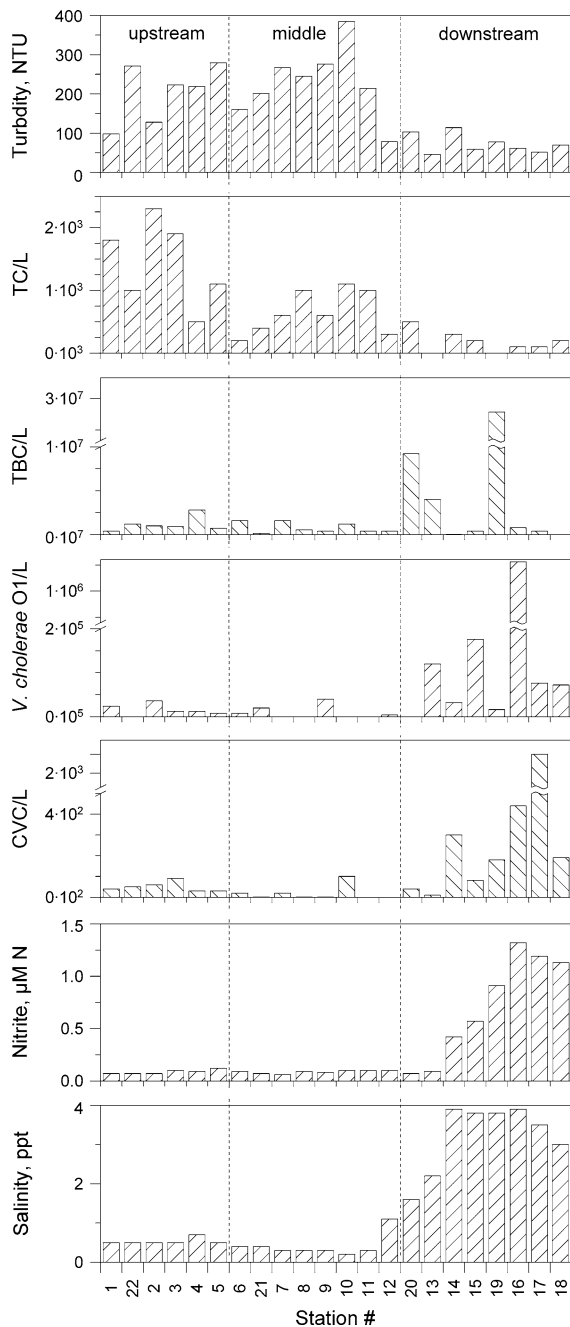 upstream middle downstream
Turbdity, NTU
400
300
200
100
0
TC/L
2·10³
1·10³
0·10³
TBC/L
3·10⁷
1·10⁷
0·10⁷
V. cholerae O1/L
1·10⁶
2·10⁵
0·10⁵
CVC/L
2·10³
4·10²
0·10²
Nitrite, µM N
1.5
1.0
0.5
0.0
Salinity, ppt
4
2
0
1 22 2 3 4 5 6 21 7 8 9 10 11 12 20 13 14 15 19 16 17 18
Station #